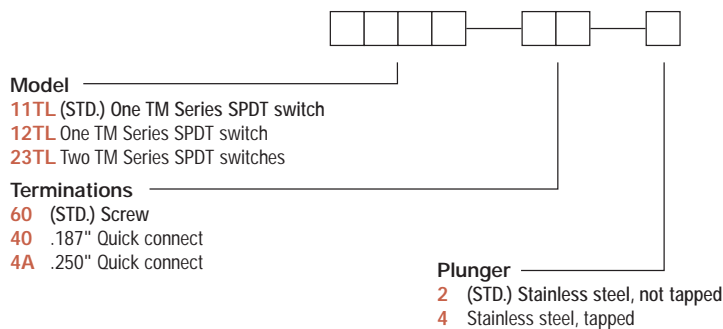 Model
11TL (STD.) One TM Series SPDT switch
12TL One TM Series SPDT switch
23TL Two TM Series SPDT switches
Terminations
60 (STD.) Screw
40 .187" Quick connect
4A .250" Quick connect
Plunger
2 (STD.) Stainless steel, not tapped
4 Stainless steel, tapped